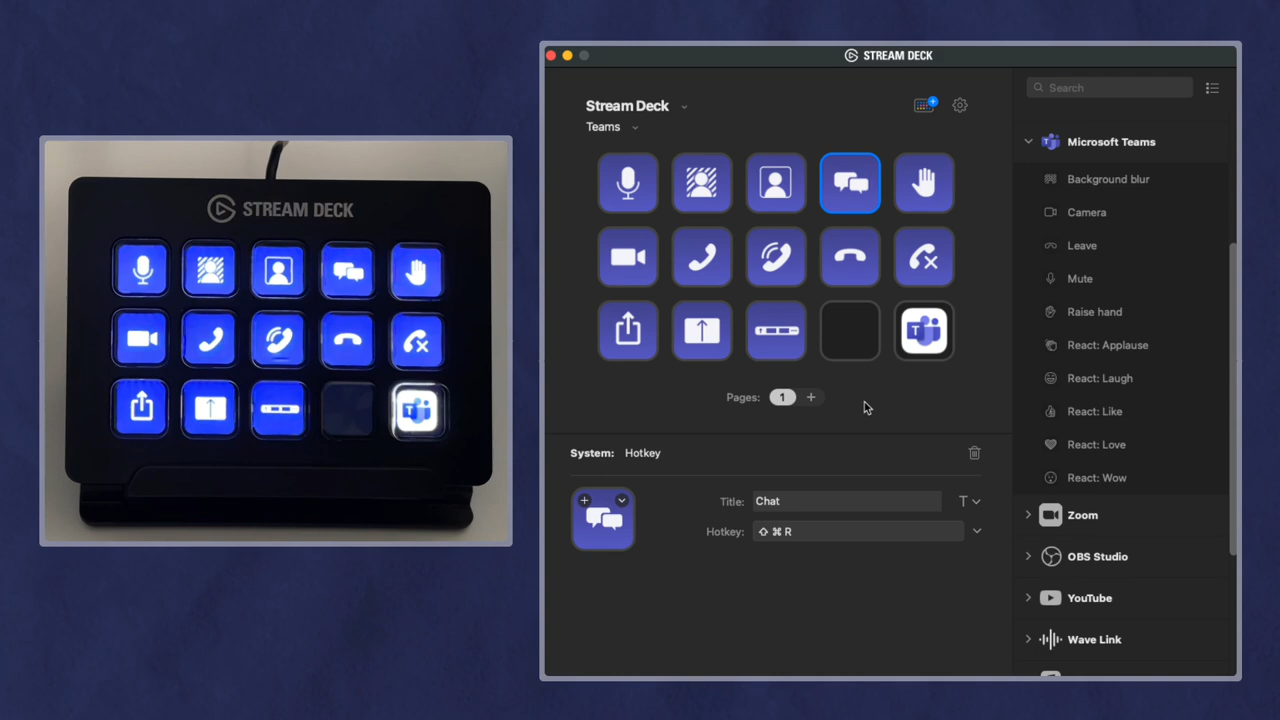 STREAM DECK
STREAM DECK
Stream Deck
Teams
Pages: 1 +
System: Hotkey
Title: Chat
T
Hotkey: ⇧ ⌘ R
Search
Microsoft Teams
Background blur
Camera
Leave
Mute
Raise hand
React: Applause
React: Laugh
React: Like
React: Love
React: Wow
Zoom
OBS Studio
YouTube
Wave Link